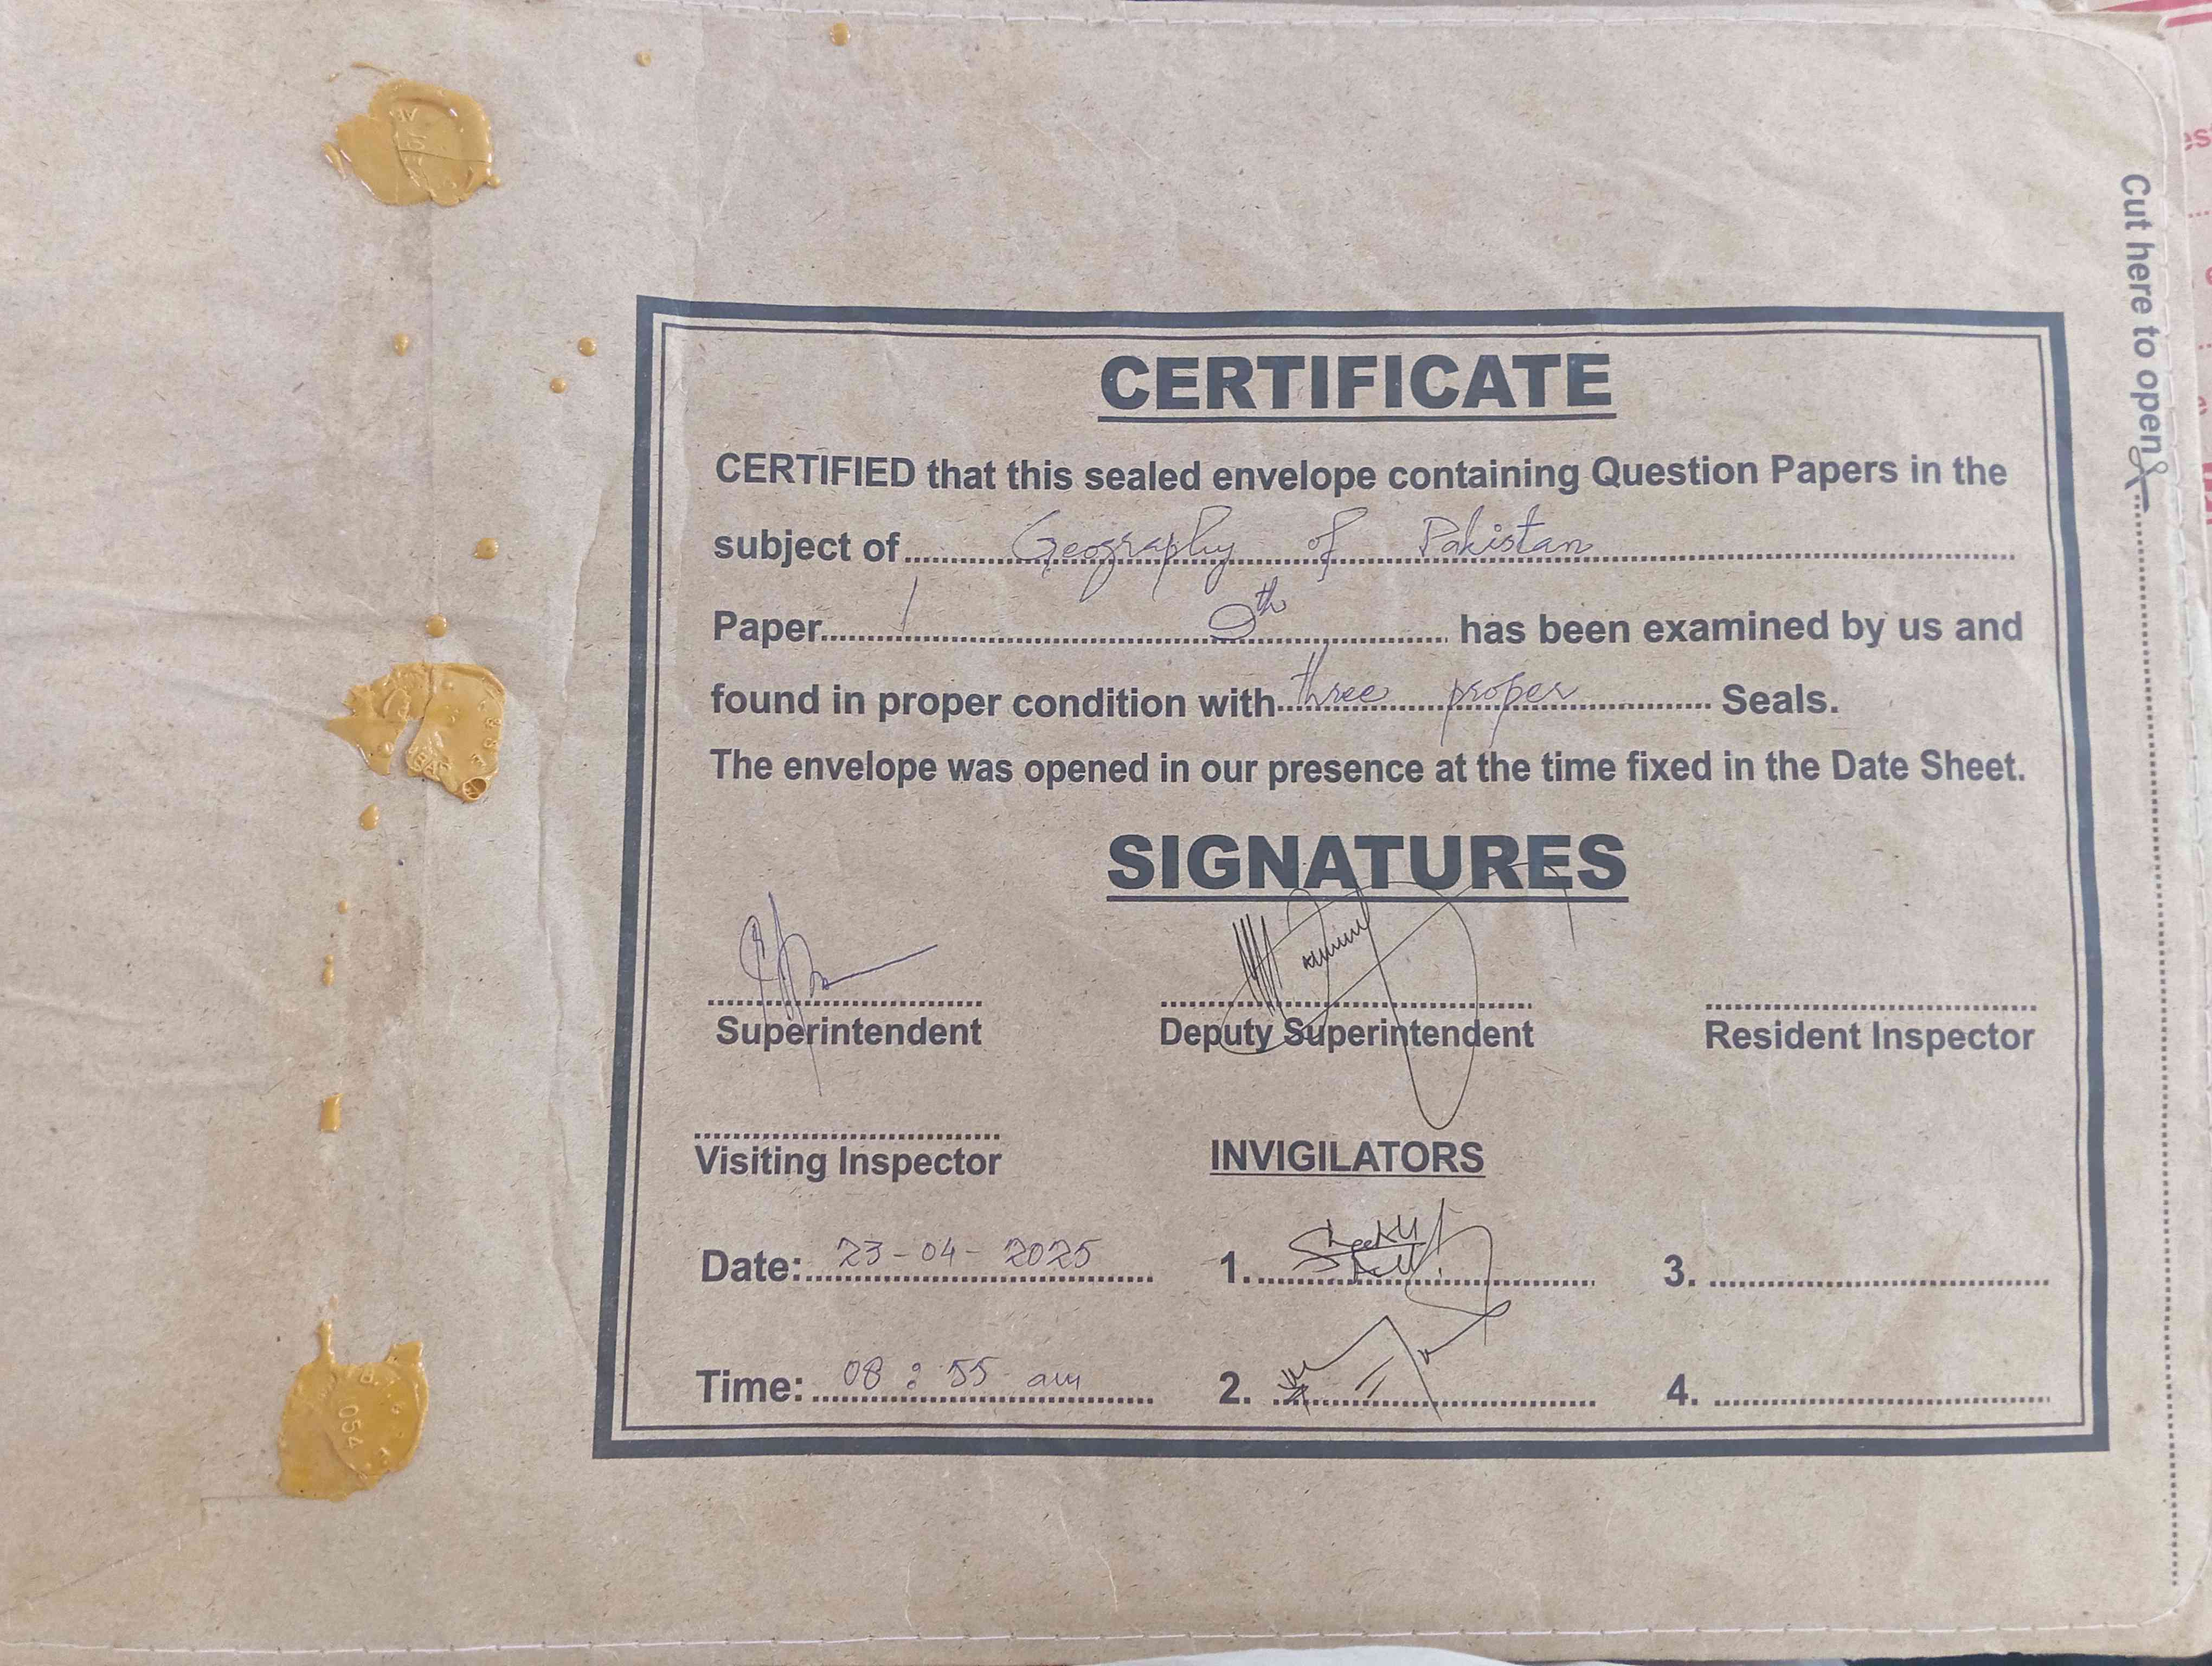 CERTIFICATE
CERTIFIED that this sealed envelope containing Question Papers in the
subject of Geography of Pakistan
Paper 1 9th has been examined by us and
found in proper condition with three proper Seals.
The envelope was opened in our presence at the time fixed in the Date Sheet.
SIGNATURES
Superintendent Deputy Superintendent Resident Inspector
Visiting Inspector INVIGILATORS
Date: 23-04-2025 1. 3.
Time: 08:55 am 2. 4.
Cut here to open
054